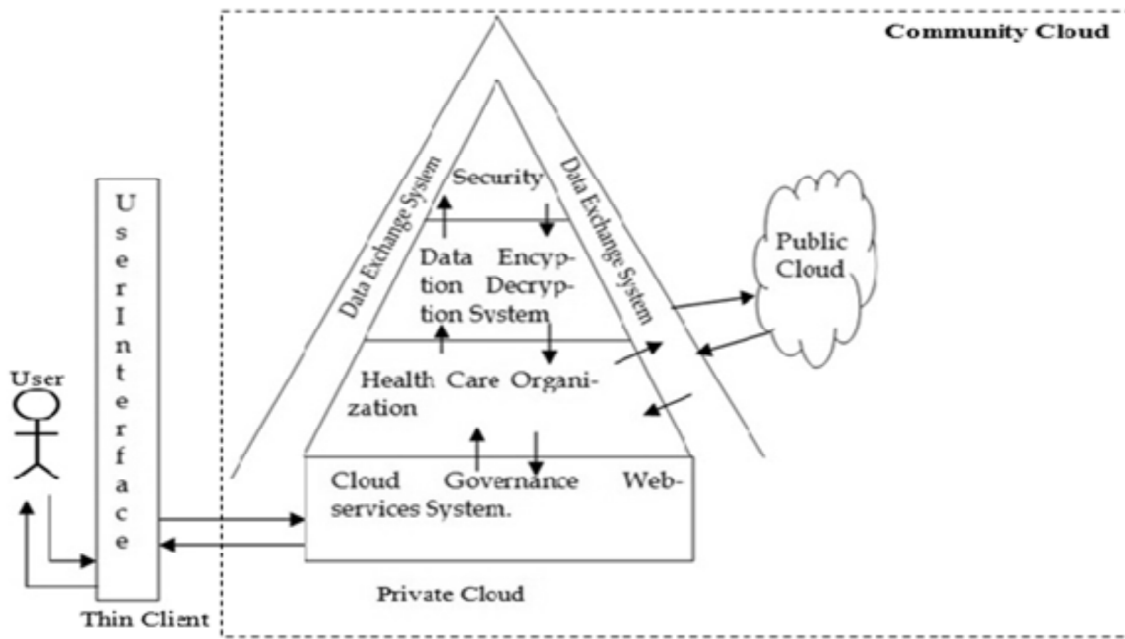 Community Cloud
Data Exchange System
Data Exchange System
Security
Data Encyp-
tion Decryp-
tion System
Public
Cloud
Health Care Organi-
zation
User
UserInterface
Cloud Governance Web-
services System.
Private Cloud
Thin Client